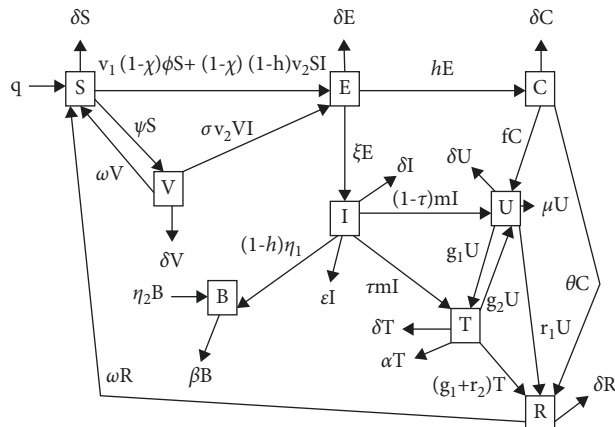 δS
δE
δC
v₁ (1-χ)ϕS+ (1-χ) (1-h)v₂SI
hE
q
S
E
C
ψS
σv₂VI
ωV
V
ξE
fC
δV
δI
δU
I
(1-τ)mI
U
μU
(1-h)η₁
g₁U
g₂U
η₂B
B
εI
τmI
θC
δT
T
r₁U
αT
βB
ωR
(g₁+r₂)T
δR
R